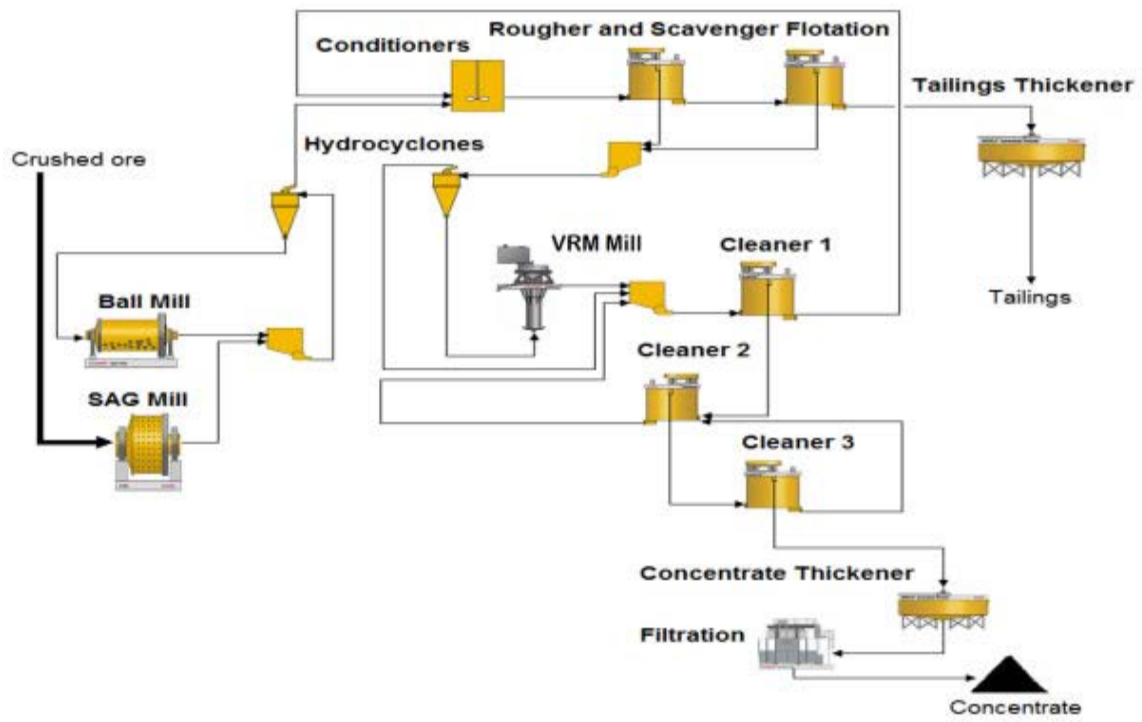 Rougher and Scavenger Flotation
Conditioners
Tailings Thickener
Hydrocyclones
Crushed ore
VRM Mill
Cleaner 1
Ball Mill
Tailings
Cleaner 2
SAG Mill
Cleaner 3
Concentrate Thickener
Filtration
Concentrate